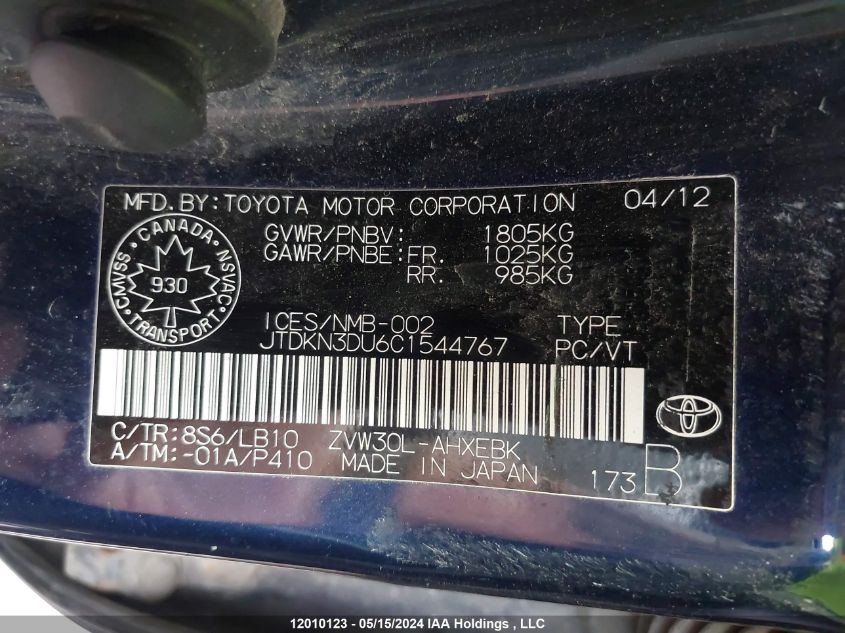 MFD.BY:TOYOTA MOTOR CORPORATION 04/12
GVWR/PNBV: 1805KG
GAWR/PNBE:FR. 1025KG
RR. 985KG
CANADA
CMVSS 930 NSVAC
TRANSPORT
ICES/NMB-002 TYPE
JTDKN3DU6C1544767 PC/VT
C/TR:8S6/LB10 ZVW30L-AHXEBK
A/TM:-01A/P410 MADE IN JAPAN 173 B
12010123 - 05/15/2024 IAA Holdings , LLC